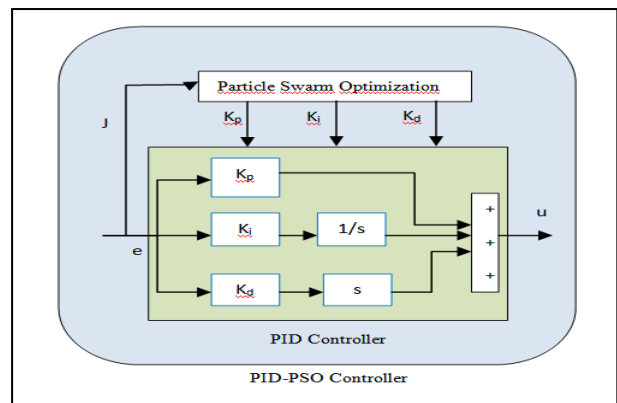 Particle Swarm Optimization
Kp Ki Kd
J
Kp
+
u
Ki 1/s
+
e
Kd s
+
PID Controller
PID-PSO Controller